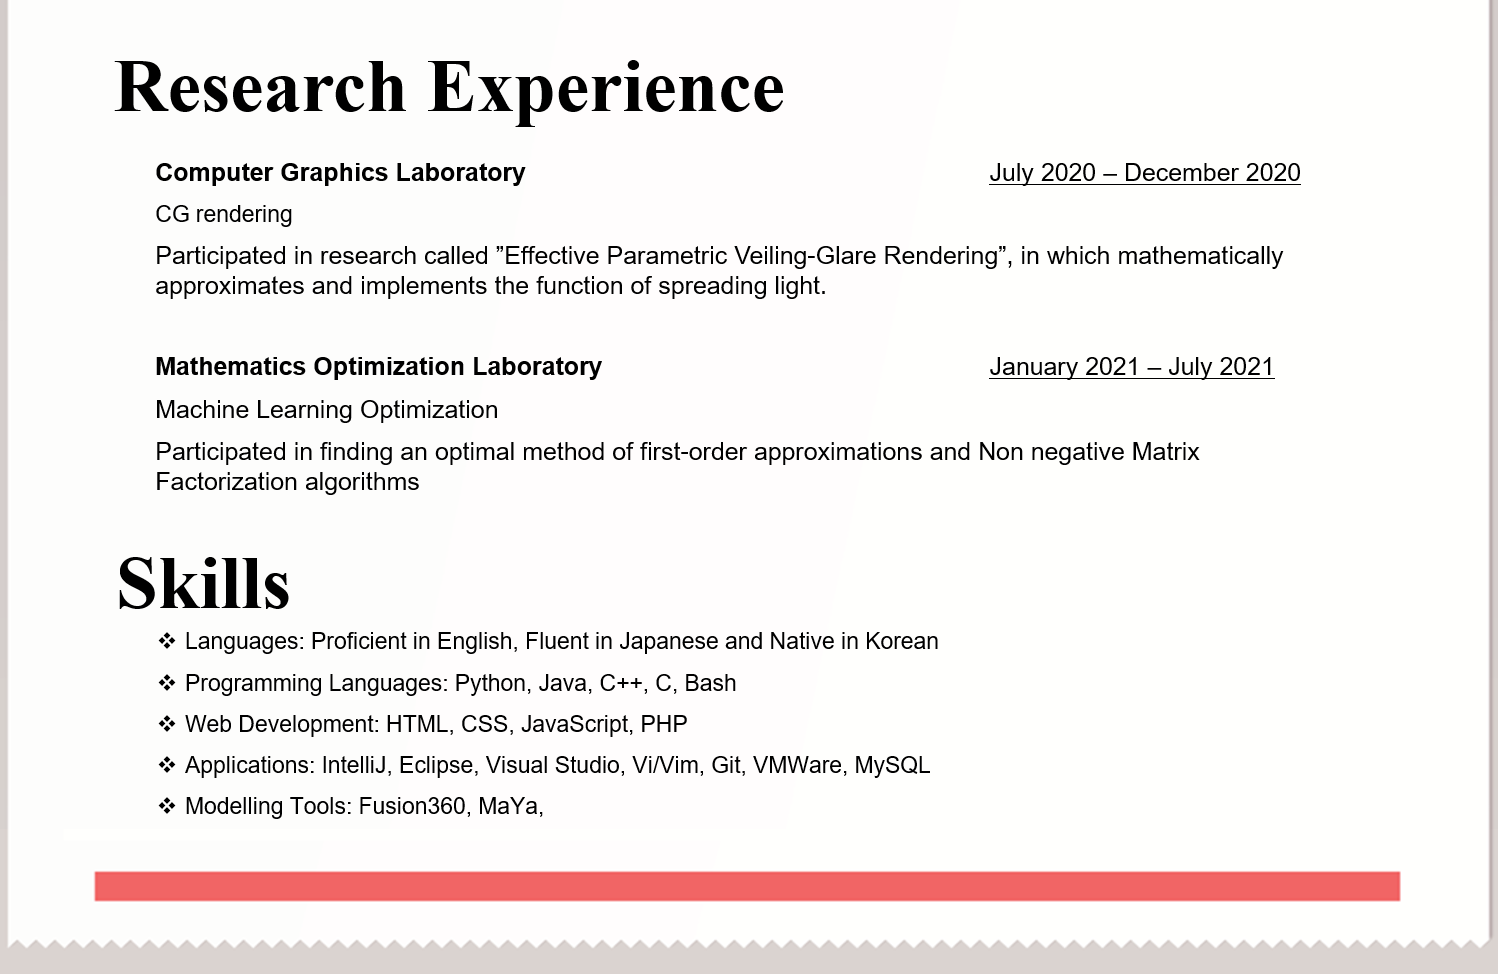 Research Experience
Computer Graphics Laboratory July 2020 – December 2020
CG rendering
Participated in research called ”Effective Parametric Veiling-Glare Rendering”, in which mathematically
approximates and implements the function of spreading light.
Mathematics Optimization Laboratory January 2021 – July 2021
Machine Learning Optimization
Participated in finding an optimal method of first-order approximations and Non negative Matrix
Factorization algorithms
Skills
❖ Languages: Proficient in English, Fluent in Japanese and Native in Korean
❖ Programming Languages: Python, Java, C++, C, Bash
❖ Web Development: HTML, CSS, JavaScript, PHP
❖ Applications: IntelliJ, Eclipse, Visual Studio, Vi/Vim, Git, VMWare, MySQL
❖ Modelling Tools: Fusion360, MaYa,